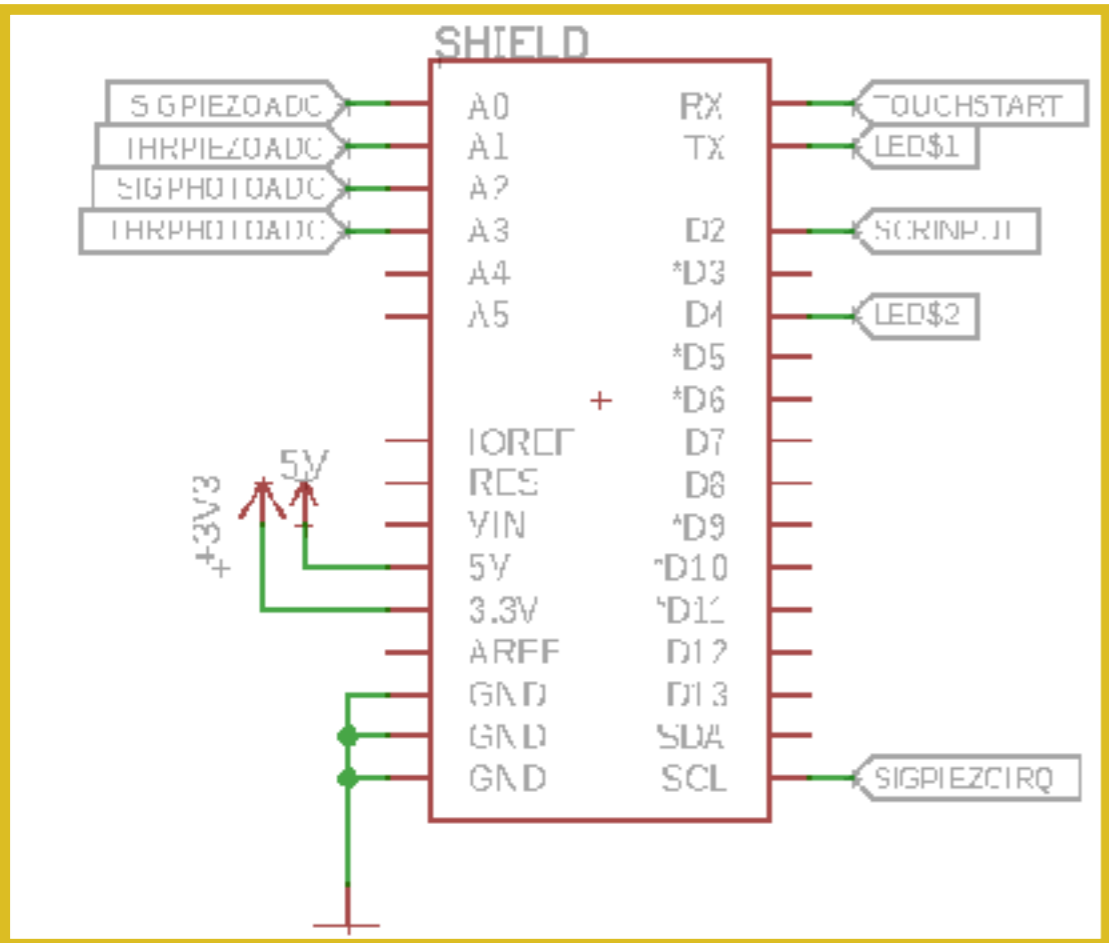 SHIELD
SIGPIEZOADC A0 RX TOUCHSTART
THRPIEZOADC A1 TX LED$1
SIGPHOTOADC A2
THRPHOTOADC A3 D2 SCRINPUT
A4 *D3
A5 D4 LED$2
*D5
*D6
IOREF D7
5V RES D8
+3V3 VIN *D9
5V *D10
3.3V *D11
AREF D12
GND D13
GND SDA
GND SCL SIGPIEZOIRQ